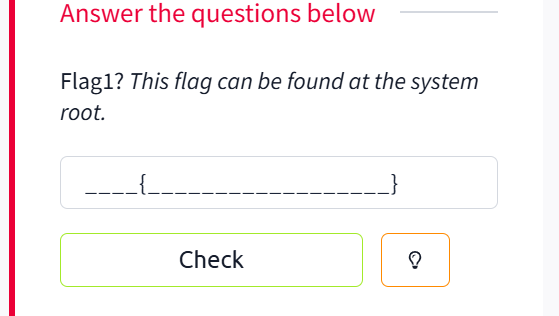 Answer the questions below
Flag1? This flag can be found at the system
root.
____{__________________}
Check